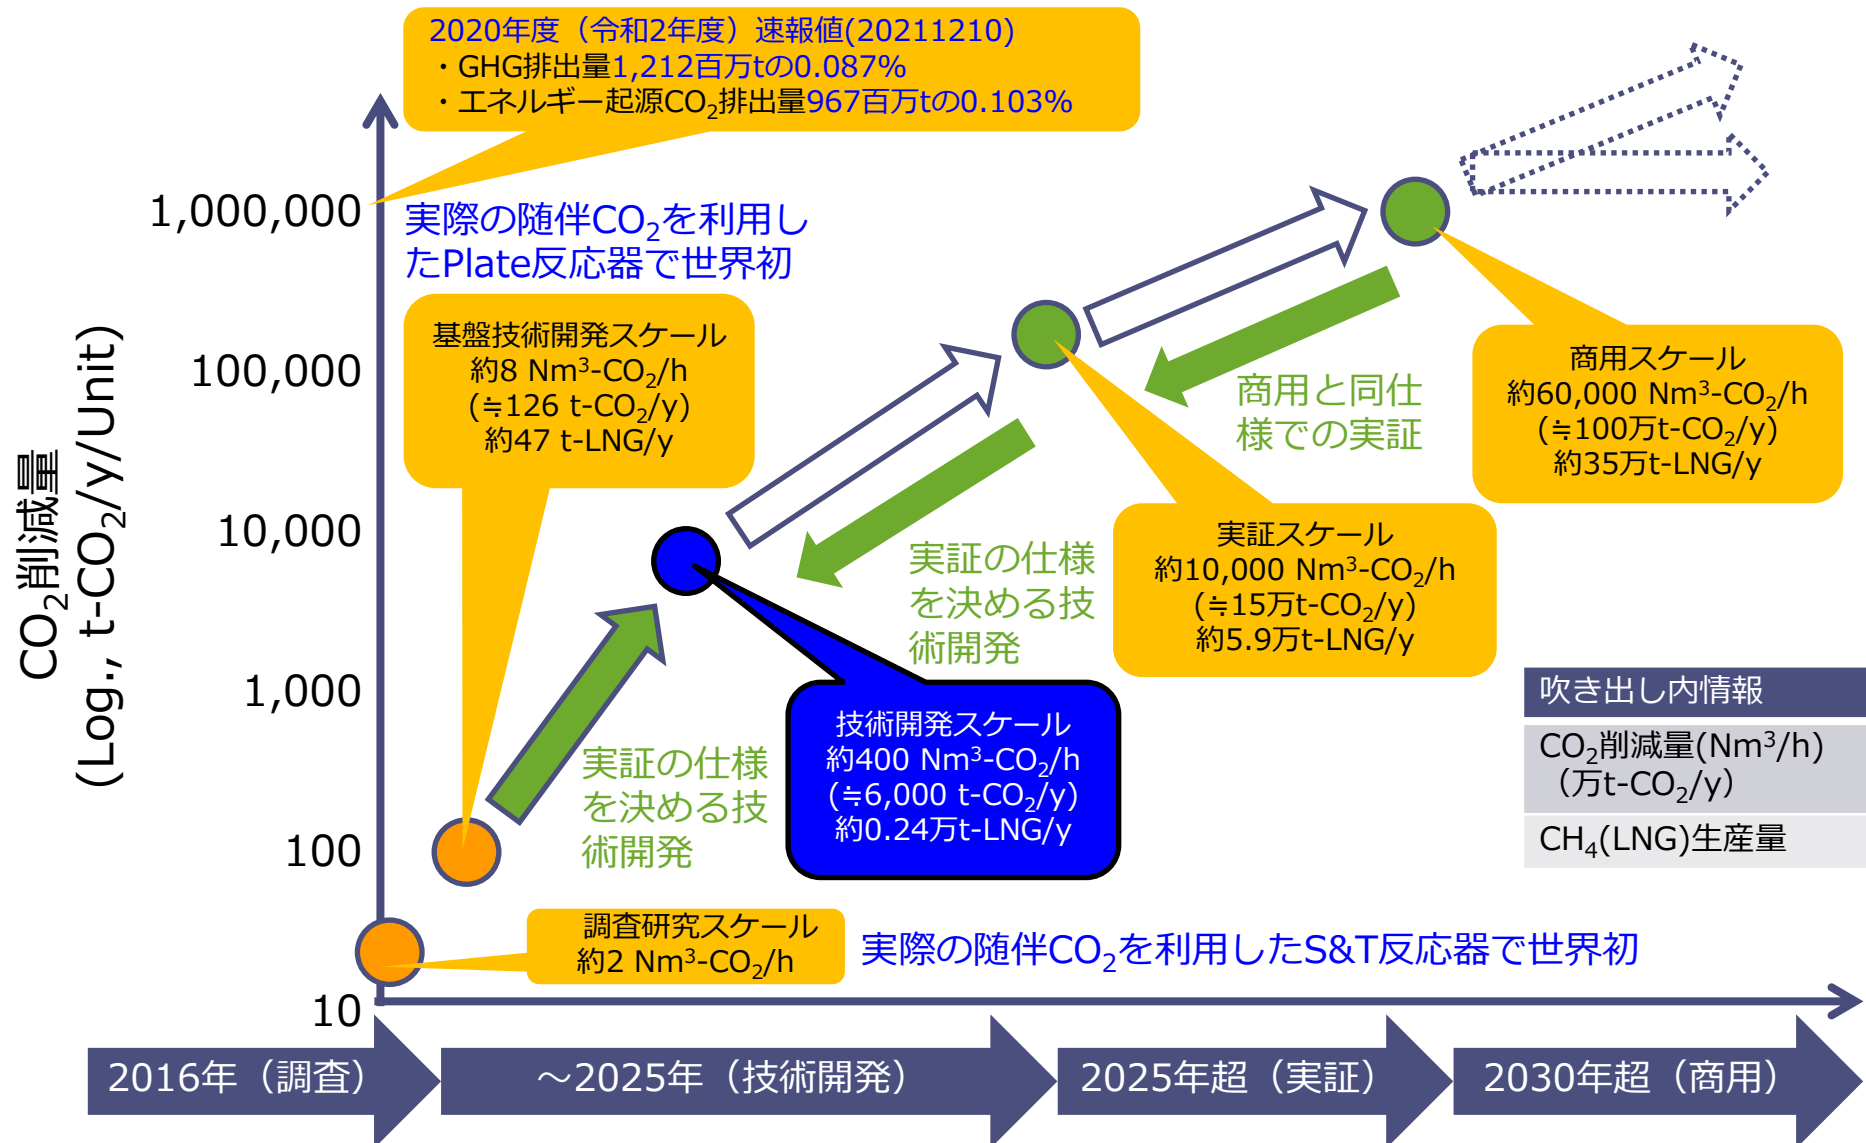 2020年度（令和2年度）速報値(20211210)
・GHG排出量1,212百万tの0.087%
・エネルギー起源CO₂排出量967百万tの0.103%
CO₂削減量
(Log., t-CO₂/y/Unit)
1,000,000
100,000
10,000
1,000
100
10
実際の随伴CO₂を利用し
たPlate反応器で世界初
基盤技術開発スケール
約8 Nm³-CO₂/h
(≒126 t-CO₂/y)
約47 t-LNG/y
商用と同仕
様での実証
商用スケール
約60,000 Nm³-CO₂/h
(≒100万t-CO₂/y)
約35万t-LNG/y
実証の仕様
を決める技
術開発
実証スケール
約10,000 Nm³-CO₂/h
(≒15万t-CO₂/y)
約5.9万t-LNG/y
実証の仕様
を決める技
術開発
技術開発スケール
約400 Nm³-CO₂/h
(≒6,000 t-CO₂/y)
約0.24万t-LNG/y
吹き出し内情報
CO₂削減量(Nm³/h)
（万t-CO₂/y）
CH₄(LNG)生産量
調査研究スケール
約2 Nm³-CO₂/h
実際の随伴CO₂を利用したS&T反応器で世界初
2016年（調査）
～2025年（技術開発）
2025年超（実証）
2030年超（商用）